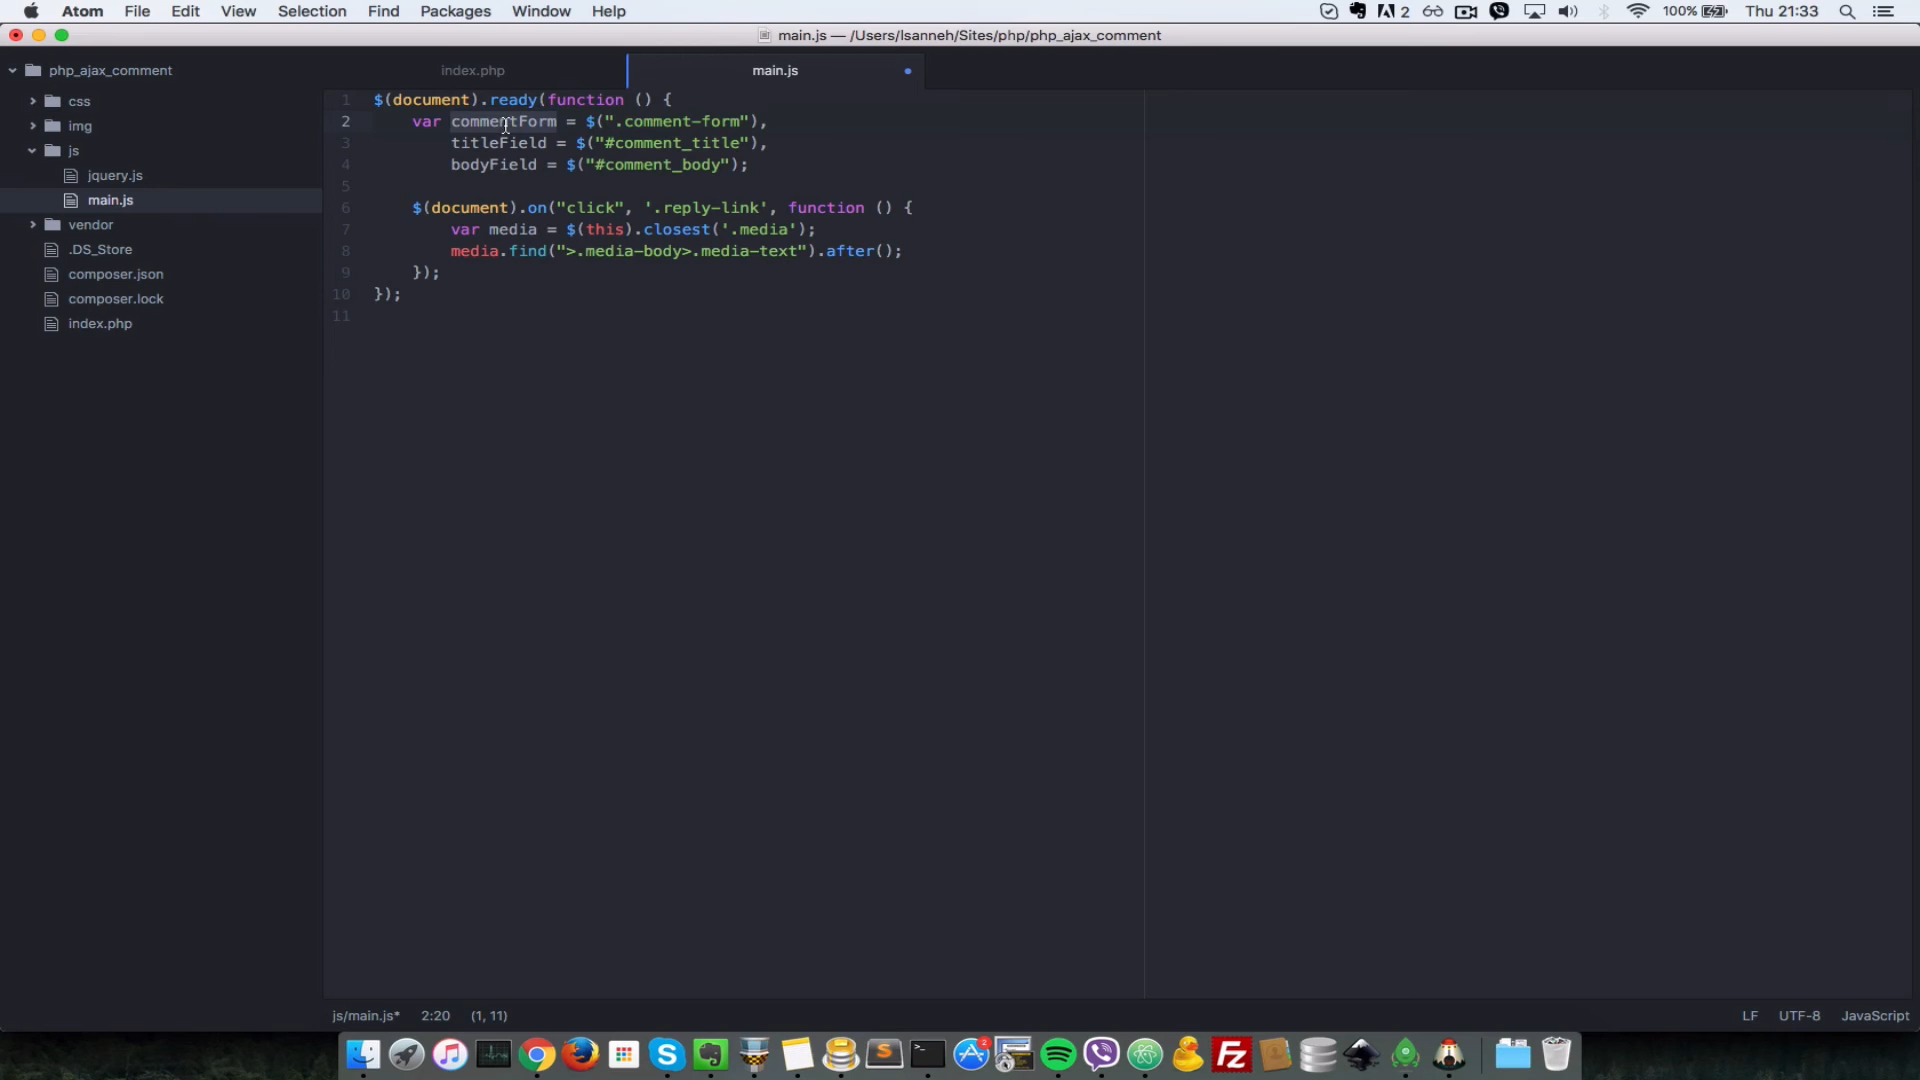 Atom File Edit View Selection Find Packages Window Help 2 100% Thu 21:33
main.js — /Users/lsanneh/Sites/php/php_ajax_comment
php_ajax_comment
css
img
js
jquery.js
main.js
vendor
.DS_Store
composer.json
composer.lock
index.php
index.php main.js
1 $(document).ready(function () {
2 var commentForm = $(".comment-form"),
3 titleField = $("#comment_title"),
4 bodyField = $("#comment_body");
5
6 $(document).on("click", '.reply-link', function () {
7 var media = $(this).closest('.media');
8 media.find(">.media-body>.media-text").after();
9 });
10 });
11
js/main.js* 2:20 (1, 11) LF UTF-8 JavaScript
S >_ 2 FZ